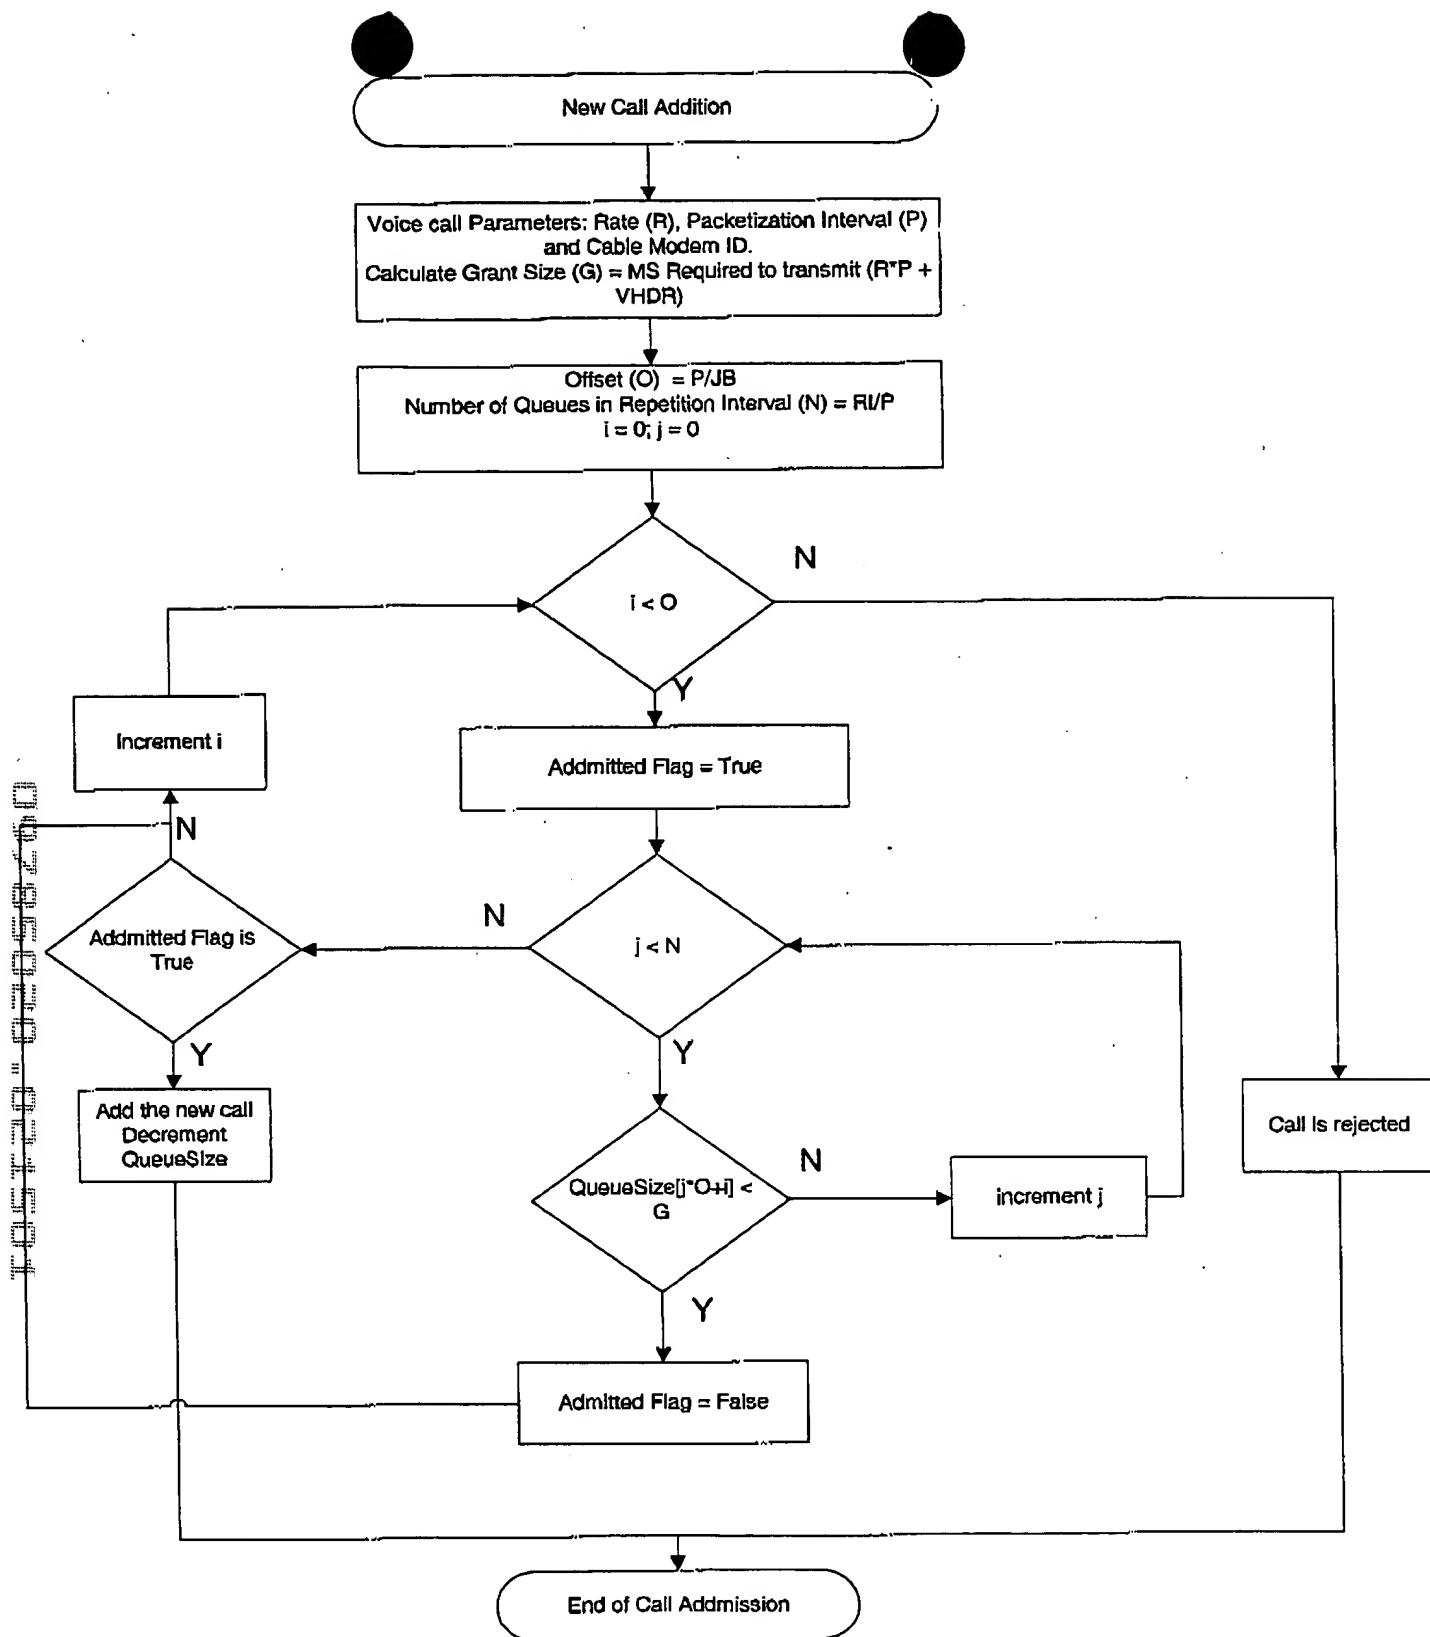 New Call Addition
Voice call Parameters: Rate (R), Packetization Interval (P)
and Cable Modem ID.
Calculate Grant Size (G) = MS Required to transmit (R*P +
VHDR)
Offset (O) = P/JB
Number of Queues in Repetition Interval (N) = RI/P
i = 0; j = 0
i < O
N
Y
Increment i
Addmitted Flag = True
N
Addmitted Flag is
True
N
j < N
Y
Y
Add the new call
Decrement
QueueSize
QueueSize[j*O+i] <
G
N
increment j
Call is rejected
Y
Admitted Flag = False
End of Call Addmission